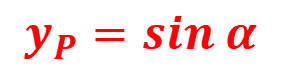 y_P = sin α